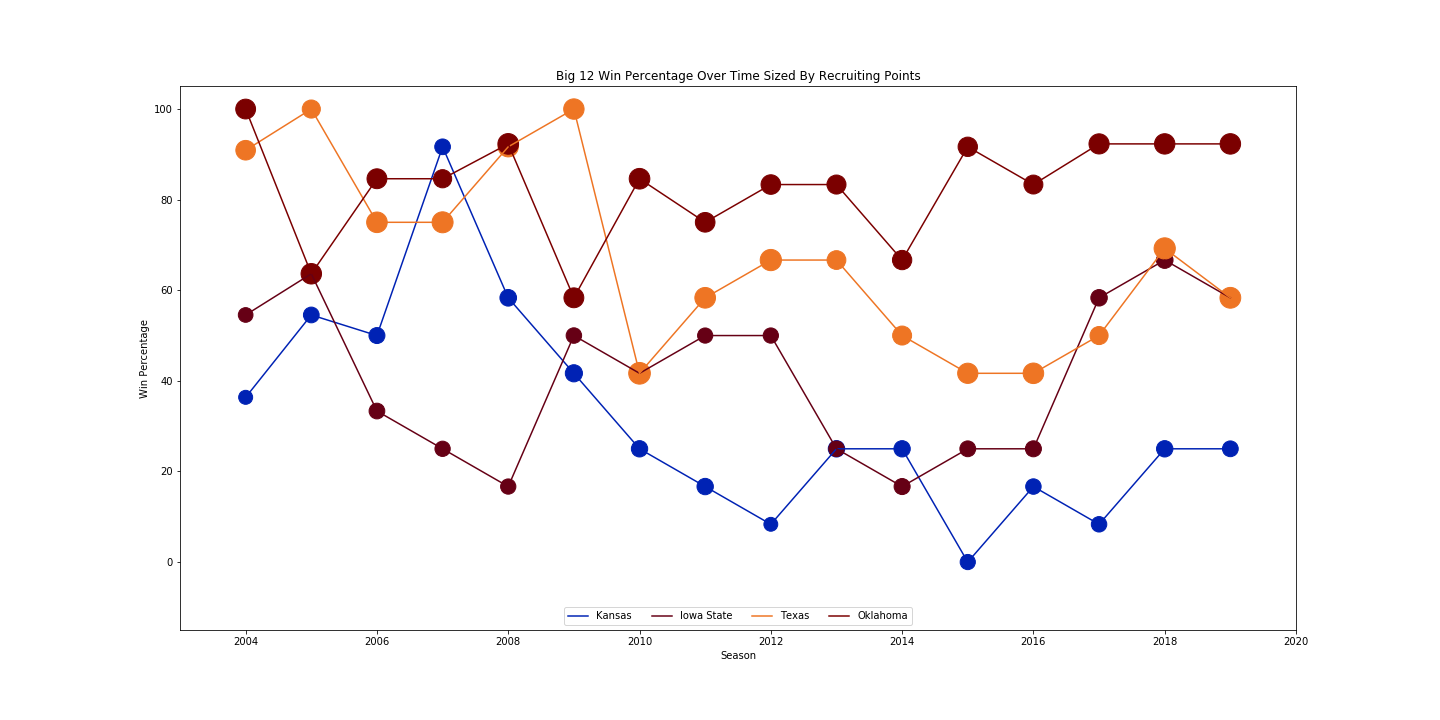 Big 12 Win Percentage Over Time Sized By Recruiting Points
100
80
60
40
20
0
Win Percentage
Kansas Iowa State Texas Oklahoma
2004 2006 2008 2010 2012 2014 2016 2018 2020
Season